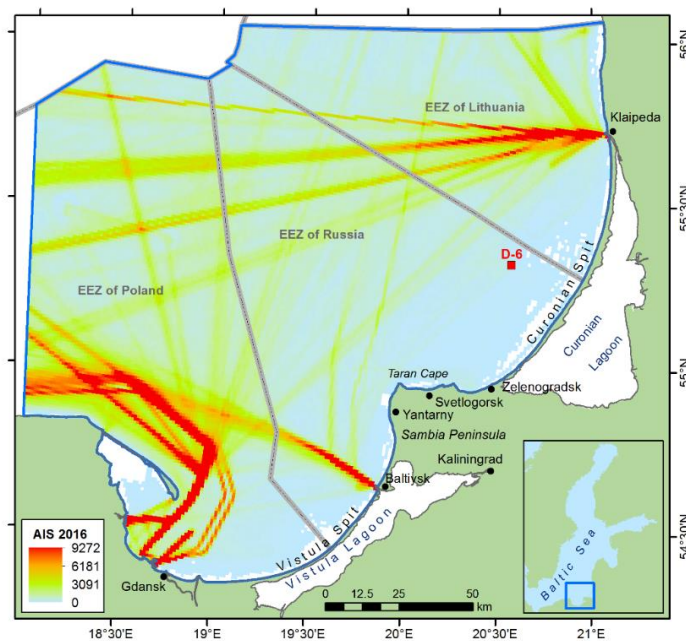 56°N
EEZ of Lithuania
Klaipeda
55°30'N
EEZ of Russia
D-6
EEZ of Poland
Curonian Spit
Curonian
Lagoon
55°N
Taran Cape
Zelenogradsk
Svetlogorsk
Yantarny
Sambia Peninsula
Kaliningrad
Baltivsk
AIS 2016
9272
6181
3091
0
Vistula Spit
Vistula Lagoon
54°30'N
Baltic Sea
Gdansk
0 12.5 25 50
km
18°30'E 19°E 19°30'E 20°E 20°30'E 21°E